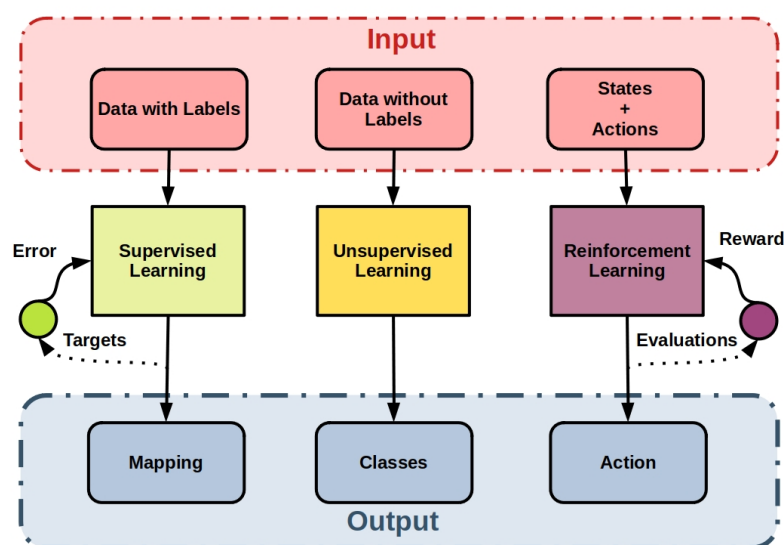 Input
Data with Labels
Data without
Labels
States
+
Actions
Error
Supervised
Learning
Unsupervised
Learning
Reinforcement
Learning
Reward
Targets
Evaluations
Mapping
Classes
Action
Output